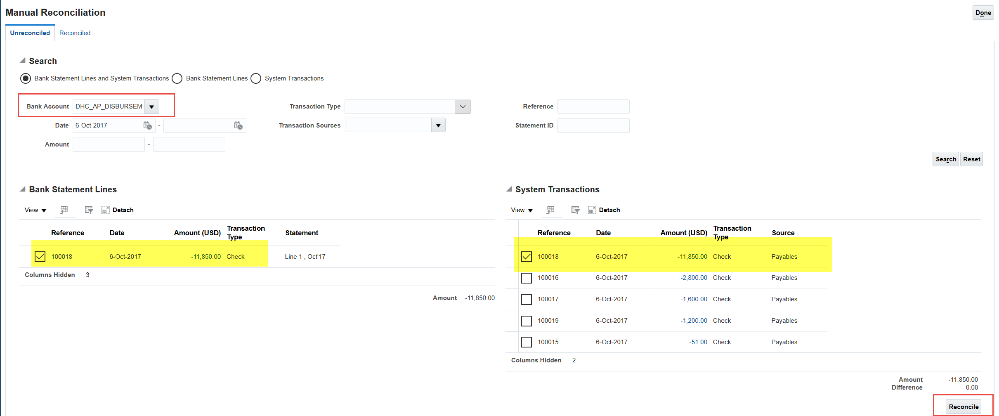 Manual Reconciliation
Done
Unreconciled Reconciled
Search
Bank Statement Lines and System Transactions Bank Statement Lines System Transactions
Bank Account DHC_AP_DISBURSEM Transaction Type Reference
Date 6-Oct-2017 - Transaction Sources Statement ID
Amount -
Search Reset
Bank Statement Lines
View Detach
Reference Date Amount (USD) Transaction Type Statement
100018 6-Oct-2017 -11,850.00 Check Line 1 , Oct'17
Columns Hidden 3
Amount -11,850.00
System Transactions
View Detach
Reference Date Amount (USD) Transaction Type Source
100018 6-Oct-2017 -11,850.00 Check Payables
100016 6-Oct-2017 -2,800.00 Check Payables
100017 6-Oct-2017 -1,600.00 Check Payables
100019 6-Oct-2017 -1,200.00 Check Payables
100015 6-Oct-2017 -51.00 Check Payables
Columns Hidden 2
Amount -11,850.00
Difference 0.00
Reconcile